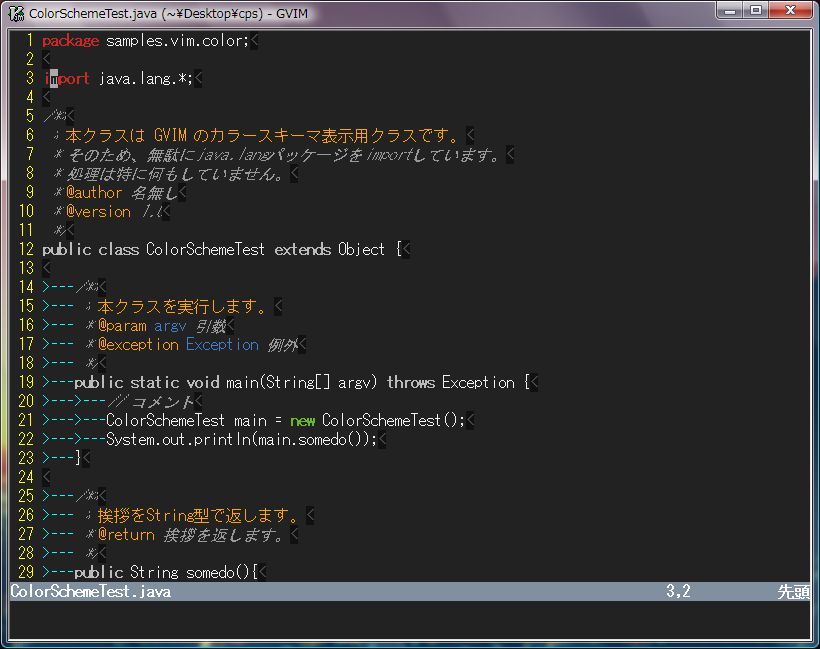 ColorSchemeTest.java (~¥Desktop¥cps) - GVIM
1 package samples.vim.color;<
2 <
3 import java.lang.*;<
4 <
5 /**<
6  * 本クラスは GVIM のカラースキーマ表示用クラスです。<
7  * そのため、無駄にjava.langパッケージをimportしています。<
8  * 処理は特に何もしていません。<
9  * @author 名無し<
10  * @version 1.0<
11  */<
12 public class ColorSchemeTest extends Object {<
13 <
14 >---/**<
15 >--- * 本クラスを実行します。<
16 >--- * @param argv 引数<
17 >--- * @exception Exception 例外<
18 >--- */<
19 >---public static void main(String[] argv) throws Exception {<
20 >--->---// コメント<
21 >--->---ColorSchemeTest main = new ColorSchemeTest();<
22 >--->---System.out.println(main.somedo());<
23 >---}<
24 <
25 >---/**<
26 >--- * 挨拶をString型で返します。<
27 >--- * @return 挨拶を返します。<
28 >--- */<
29 >---public String somedo(){<
ColorSchemeTest.java 3,2 先頭